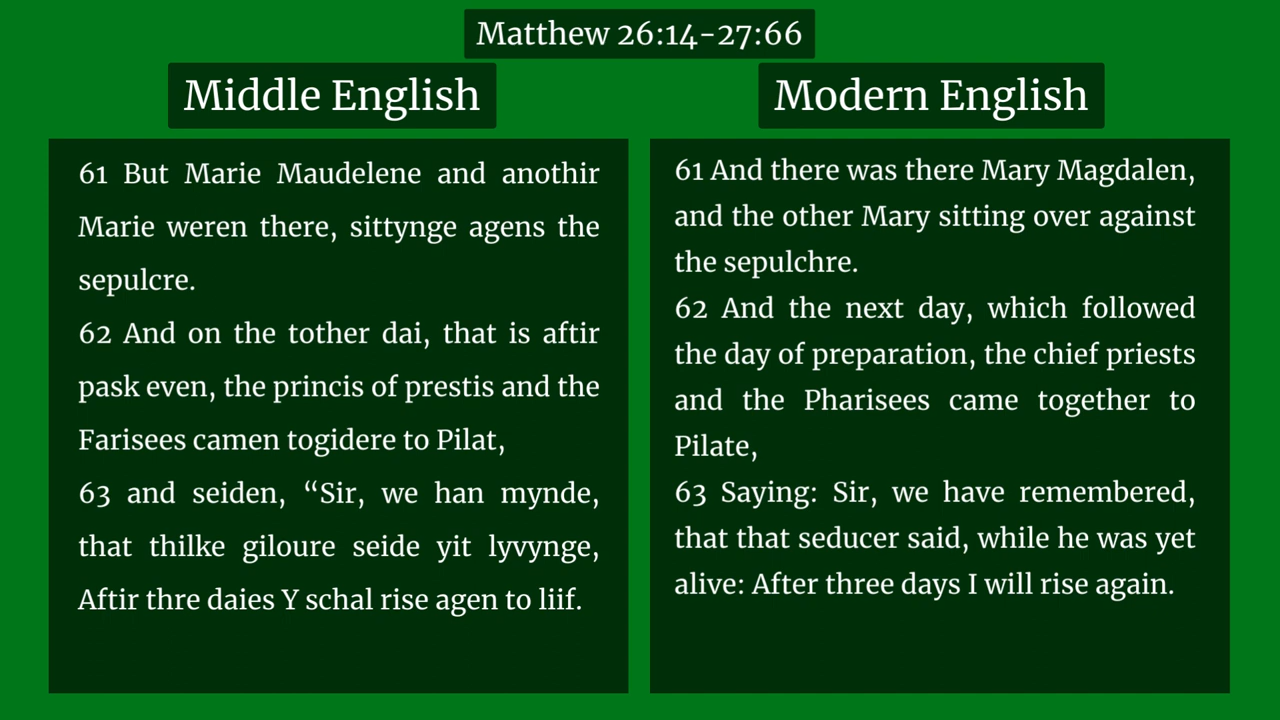 Matthew 26:14-27:66
Middle English
61 But Marie Maudelene and anothir
Marie weren there, sittynge agens the
sepulcre.
62 And on the tother dai, that is aftir
pask even, the princis of prestis and the
Farisees camen togidere to Pilat,
63 and seiden, “Sir, we han mynde,
that thilke giloure seide yit lyvynge,
Aftir thre daies Y schal rise agen to liif.
Modern English
61 And there was there Mary Magdalen,
and the other Mary sitting over against
the sepulchre.
62 And the next day, which followed
the day of preparation, the chief priests
and the Pharisees came together to
Pilate,
63 Saying: Sir, we have remembered,
that that seducer said, while he was yet
alive: After three days I will rise again.